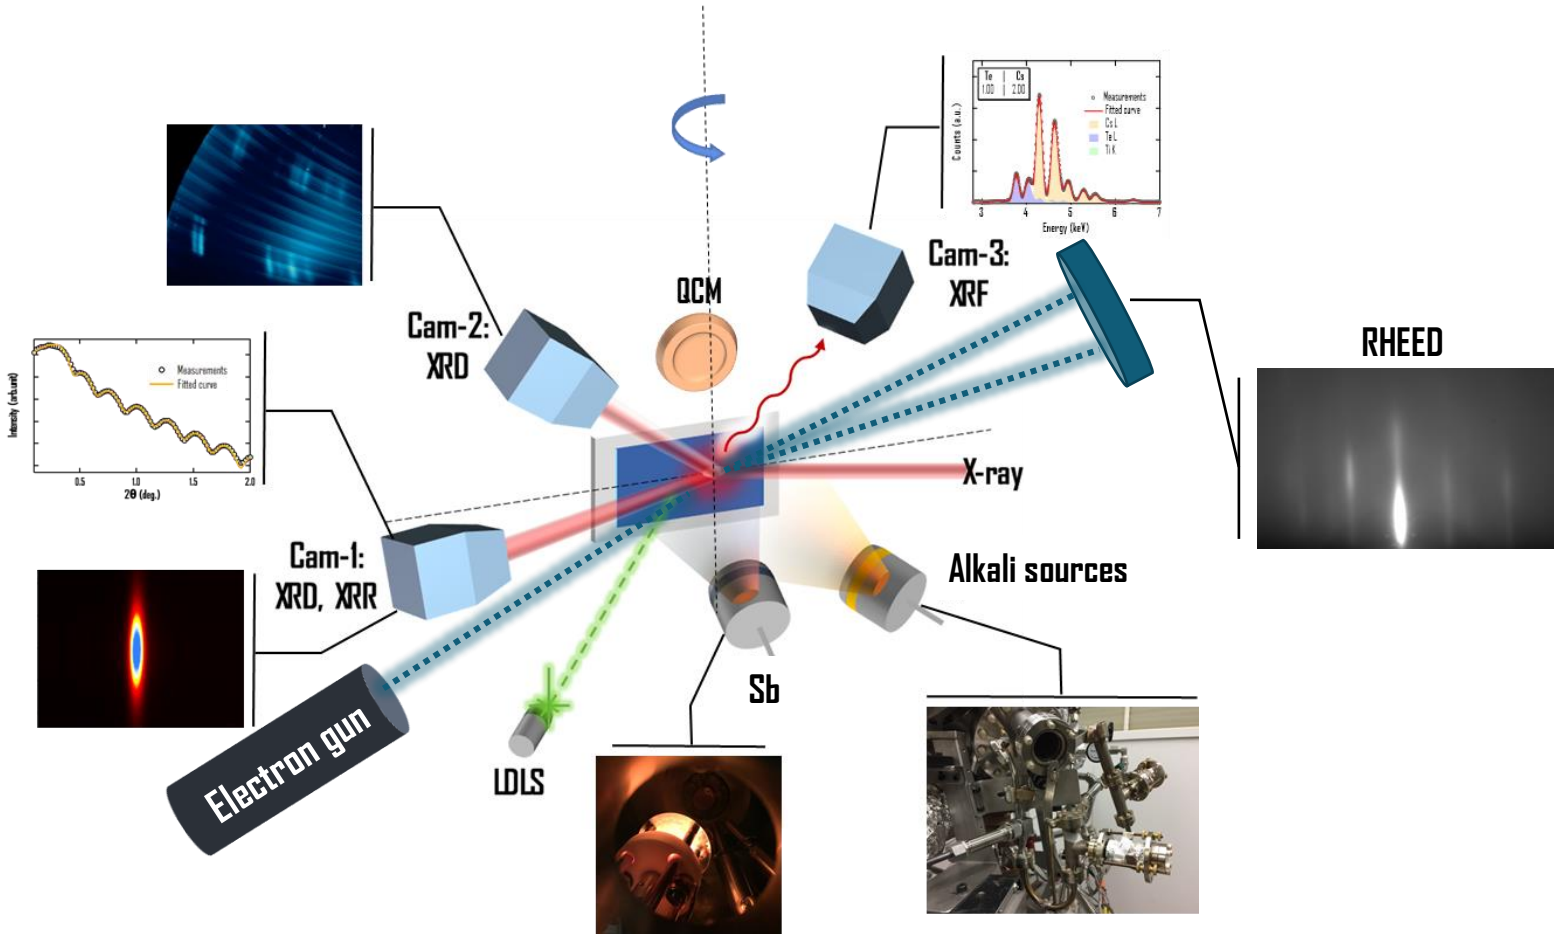 Te | Cs
1.00 | 2.00
Measurements
Fitted curve
Cs L
Te L
Ti K
Counts (a.u.)
3 4 5 6 7
Energy (keV)
Cam-3:
XRF
QCM
Cam-2:
XRD
RHEED
Measurements
Fitted curve
Intensity (arb.unit)
0.5 1.0 1.5 2.0
2θ (deg.)
X-ray
Cam-1:
XRD, XRR
Alkali sources
Sb
Electron gun
LDLS